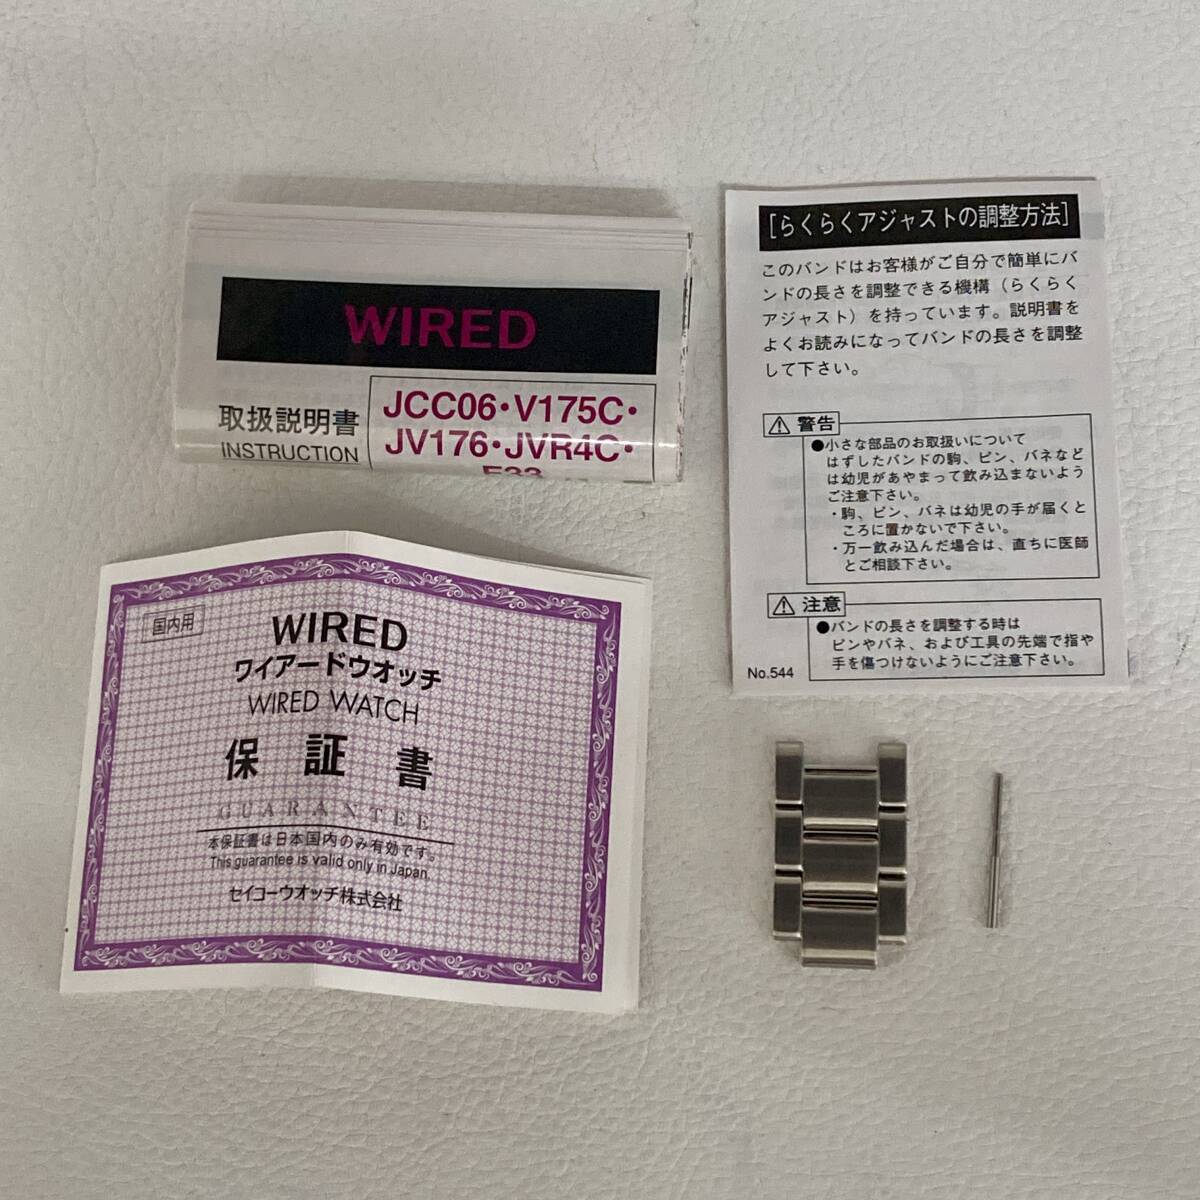 WIRED
取扱説明書
INSTRUCTION
JCC06・V175C・
JV176・JVR4C・
[らくらくアジャストの調整方法]
このバンドはお客様がご自分で簡単にバ
ンドの長さを調整できる機構（らくらく
アジャスト）を持っています。説明書を
よくお読みになってバンドの長さを調整
して下さい。
警告
●小さな部品のお取扱いについて
はずしたバンドの駒、ピン、バネなど
は幼児があやまって飲み込まないよう
ご注意下さい。
・駒、ピン、バネは幼児の手が届くと
ころに置かないで下さい。
・万一飲み込んだ場合は、直ちに医師
とご相談下さい。
注意
●バンドの長さを調整する時は
ピンやバネ、および工具の先端で指や
手を傷つけないようにご注意下さい。
No.544
国内用
WIRED
ワイアードウオッチ
WIRED WATCH
保証書
GUARANTEE
本保証書は日本国内のみ有効です。
This guarantee is valid only in Japan.
セイコーウオッチ株式会社